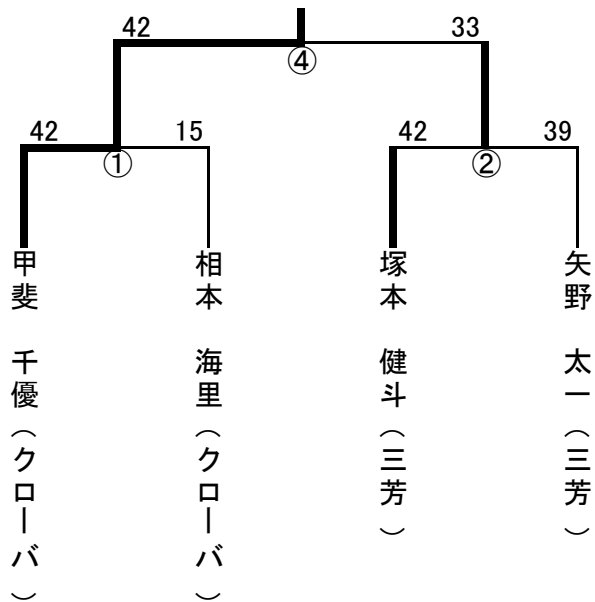 42 33
④
42 15 42 39
① ②
甲斐 千優（クローバ）
相本 海里（クローバ）
塚本 健斗（三芳）
矢野 太一（三芳）